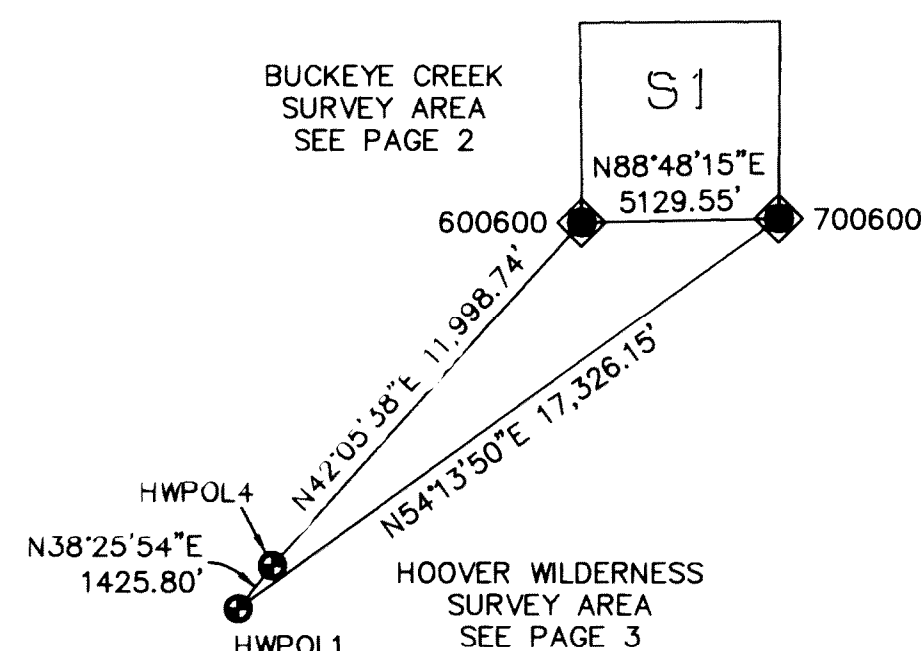 BUCKEYE CREEK
SURVEY AREA
SEE PAGE 2
S1
N88°48'15"E
5129.55'
600600
700600
N42°05'38"E 11,998.74'
N54°13'50"E 17,326.15'
HWPOL4
N38°25'54"E
1425.80'
HOOVER WILDERNESS
SURVEY AREA
SEE PAGE 3
HWPOL1